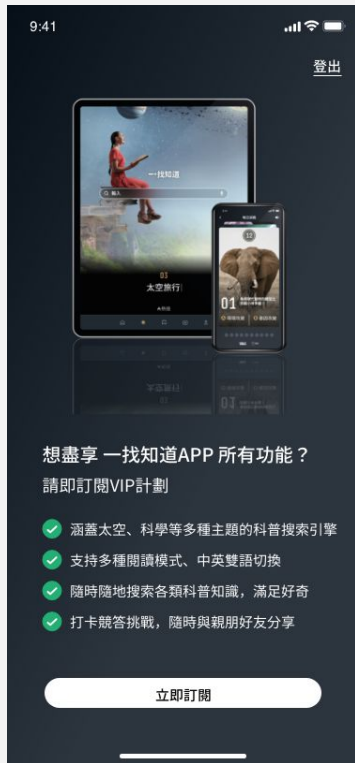 9:41
登出
一找知道
輸入
01
太空旅行
01
想盡享 一找知道APP 所有功能？
請即訂閱VIP計劃
涵蓋太空、科學等多種主題的科普搜索引擎
支持多種閱讀模式、中英雙語切換
隨時隨地搜索各類科普知識，滿足好奇
打卡競答挑戰，隨時與親朋好友分享
立即訂閱